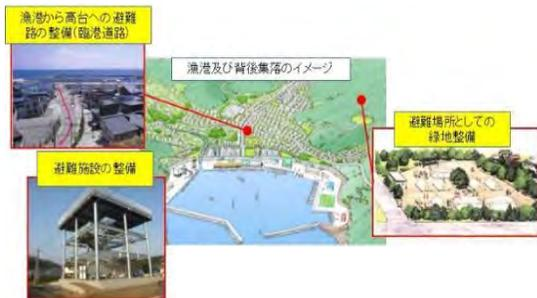 漁港から高台への避難
路の整備(臨港道路)
漁港及び背後集落のイメージ
避難場所としての
緑地整備
避難施設の整備